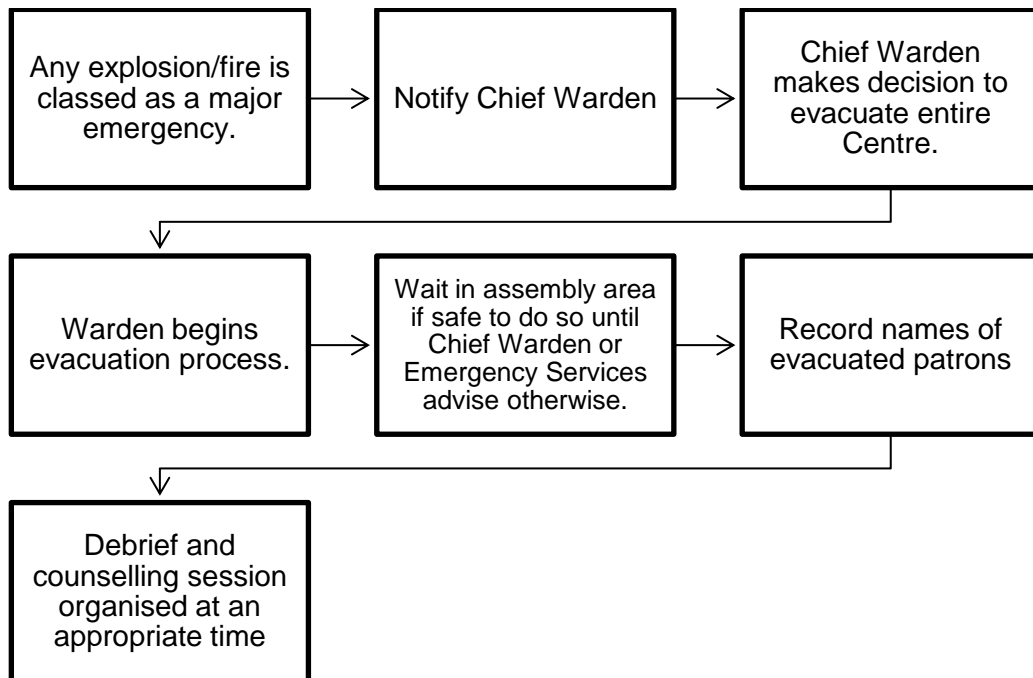 Any explosion/fire is
classed as a major
emergency.
Notify Chief Warden
Chief Warden
makes decision to
evacuate entire
Centre.
Warden begins
evacuation process.
Wait in assembly area
if safe to do so until
Chief Warden or
Emergency Services
advise otherwise.
Record names of
evacuated patrons
Debrief and
counselling session
organised at an
appropriate time